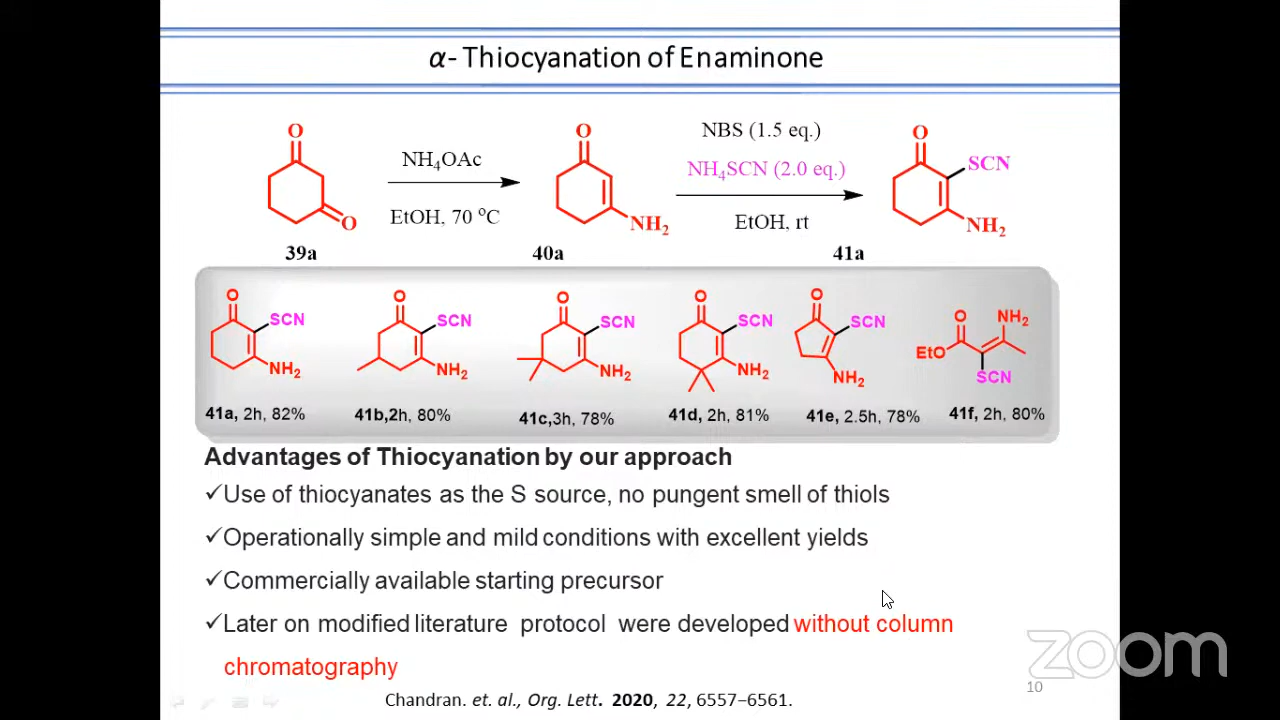 α- Thiocyanation of Enaminone
O
O
39a
NH4OAc
EtOH, 70 °C
O
NH2
40a
NBS (1.5 eq.)
NH4SCN (2.0 eq.)
EtOH, rt
O
SCN
NH2
41a
O
SCN
NH2
41a, 2h, 82%
O
SCN
NH2
41b,2h, 80%
O
SCN
NH2
41c,3h, 78%
O
SCN
NH2
41d, 2h, 81%
O
SCN
NH2
41e, 2.5h, 78%
O
NH2
EtO
SCN
41f, 2h, 80%
Advantages of Thiocyanation by our approach
✓Use of thiocyanates as the S source, no pungent smell of thiols
✓Operationally simple and mild conditions with excellent yields
✓Commercially available starting precursor
✓Later on modified literature protocol were developed without column
chromatography
zoom
10
Chandran. et. al., Org. Lett. 2020, 22, 6557–6561.